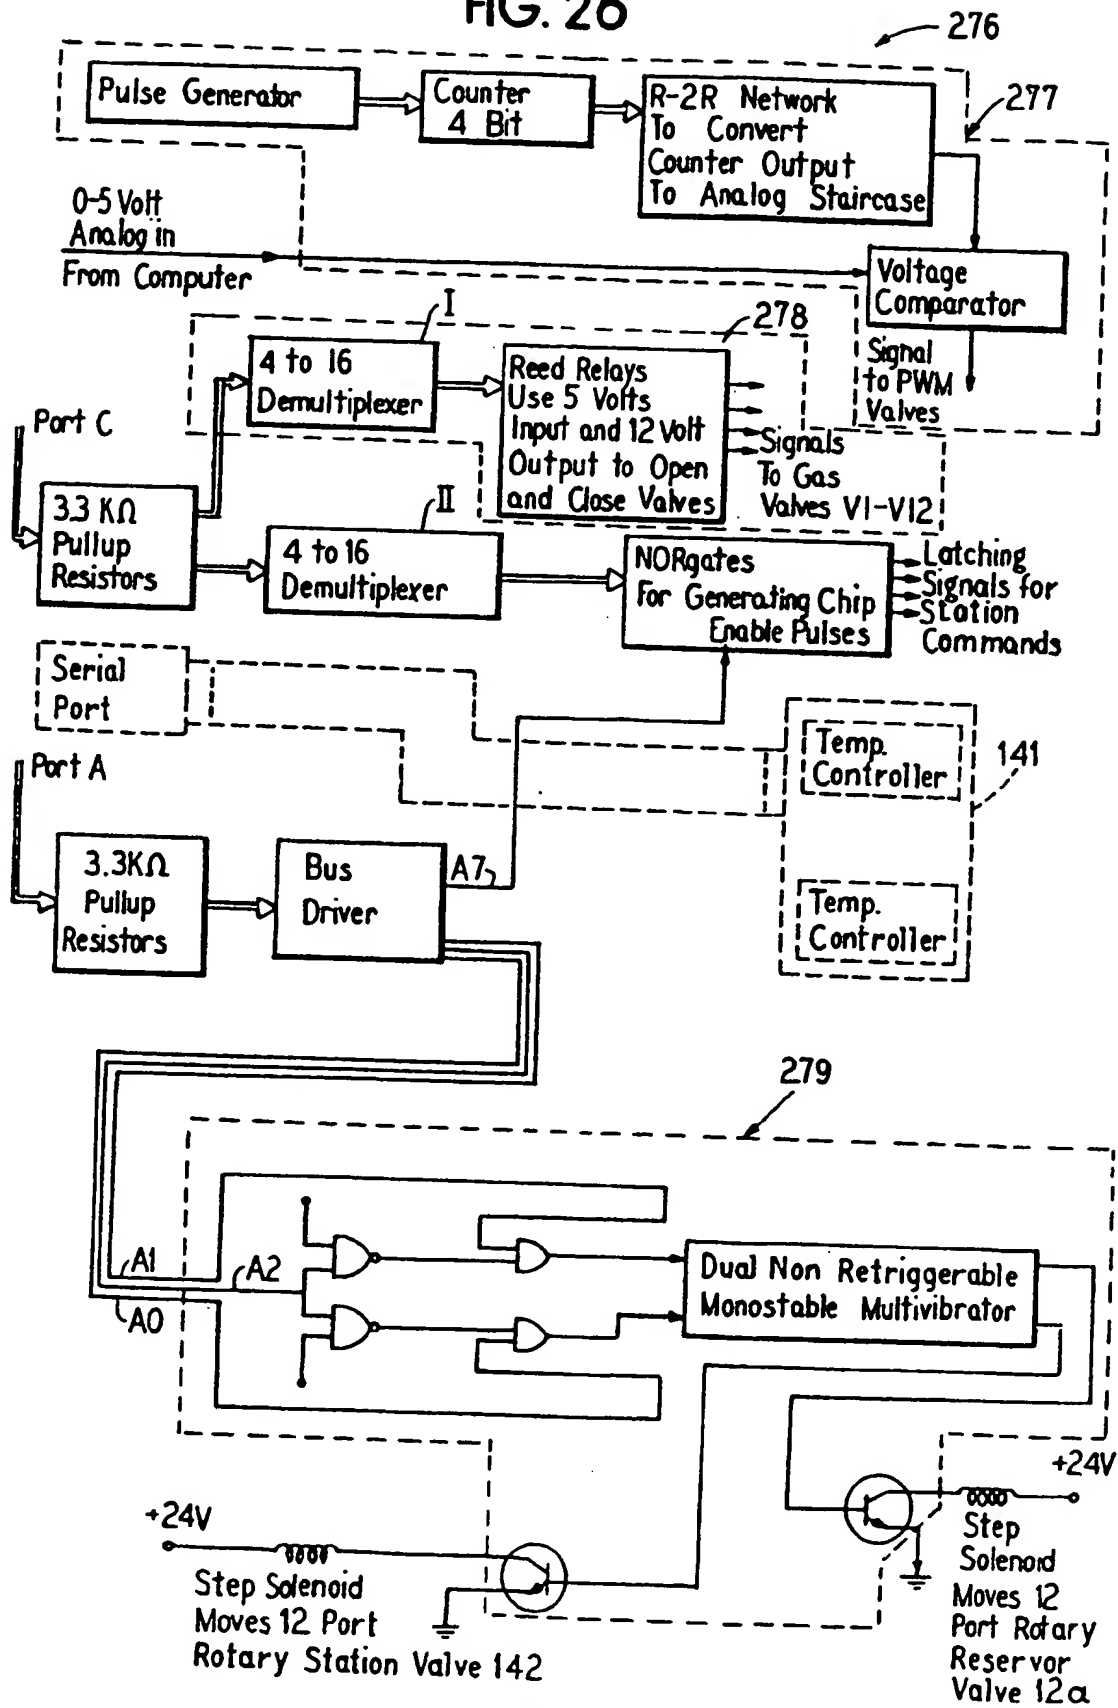 FIG. 26
276
Pulse Generator
Counter
4 Bit
R-2R Network
To Convert
Counter Output
To Analog Staircase
277
0-5 Volt
Analog in
From Computer
Voltage
Comparator
Signal
to PWM
Valves
I
278
4 to 16
Demultiplexer
Reed Relays
Use 5 Volts
Input and 12 Volt
Output to Open
and Close Valves
Signals
To Gas
Valves V1-V12
Port C
3.3 KΩ
Pullup
Resistors
II
4 to 16
Demultiplexer
NORgates
For Generating Chip
Enable Pulses
Latching
Signals for
Station
Commands
Serial
Port
Temp.
Controller
141
Temp.
Controller
Port A
3.3KΩ
Pullup
Resistors
Bus
Driver
A7
279
A1
A2
A0
Dual Non Retriggerable
Monostable Multivibrator
+24V
Step Solenoid
Moves 12 Port
Rotary Station Valve 142
+24V
Step
Solenoid
Moves 12
Port Rotary
Reservor
Valve 12a